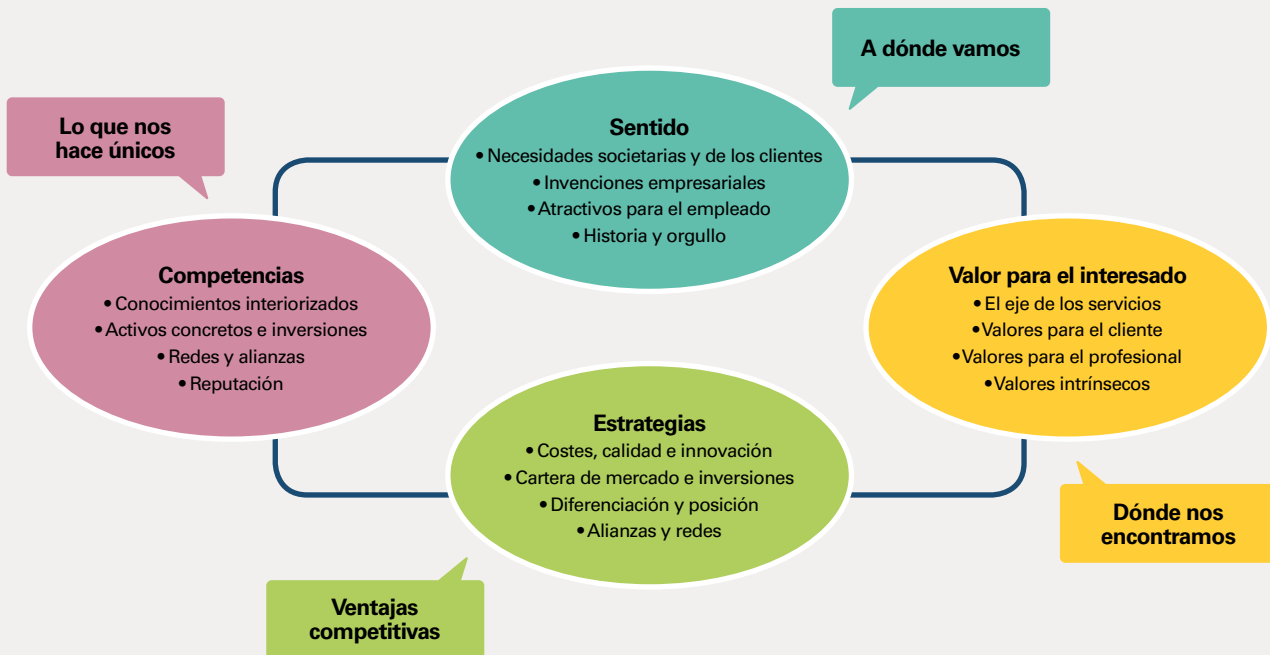 A dónde vamos
Lo que nos
hace únicos
Sentido
• Necesidades societarias y de los clientes
• Invenciones empresariales
• Atractivos para el empleado
• Historia y orgullo
Competencias
• Conocimientos interiorizados
• Activos concretos e inversiones
• Redes y alianzas
• Reputación
Valor para el interesado
• El eje de los servicios
• Valores para el cliente
• Valores para el profesional
• Valores intrínsecos
Estrategias
• Costes, calidad e innovación
• Cartera de mercado e inversiones
• Diferenciación y posición
• Alianzas y redes
Dónde nos
encontramos
Ventajas
competitivas